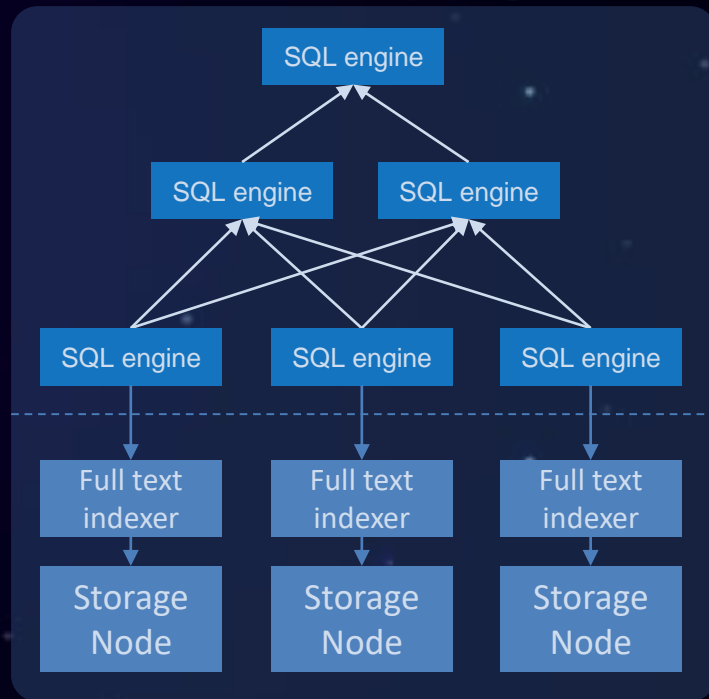 SQL engine
SQL engine
SQL engine
SQL engine
SQL engine
SQL engine
Full text
indexer
Full text
indexer
Full text
indexer
Storage
Node
Storage
Node
Storage
Node